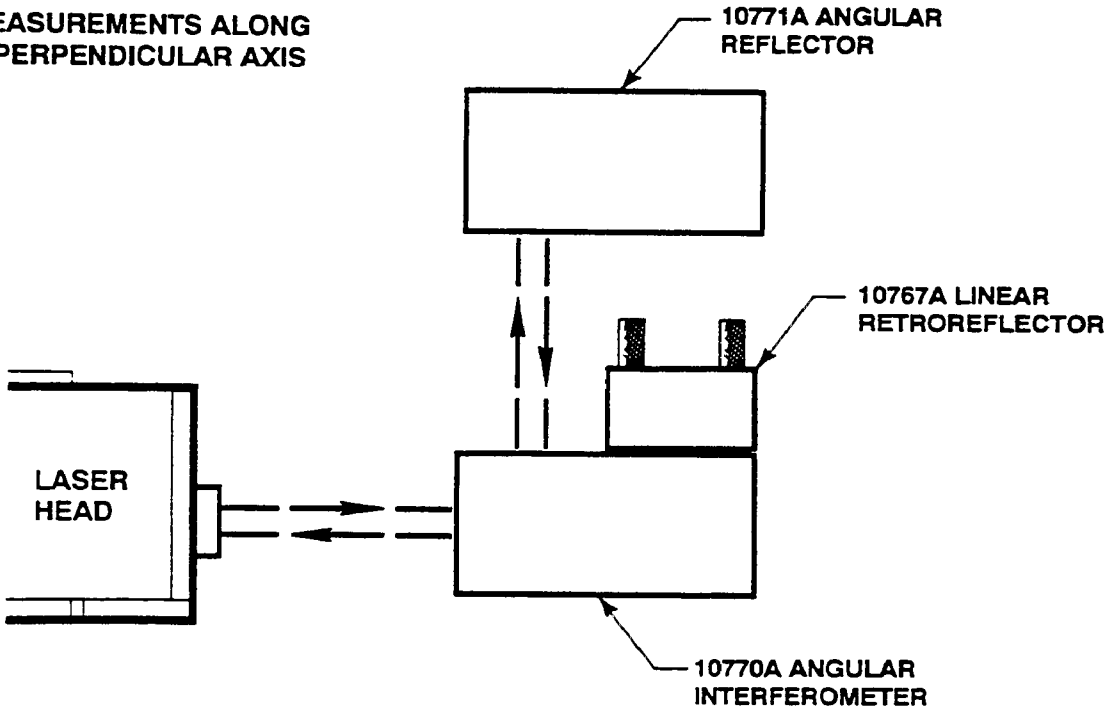 EASUREMENTS ALONG
PERPENDICULAR AXIS
10771A ANGULAR
REFLECTOR
10767A LINEAR
RETROREFLECTOR
LASER
HEAD
10770A ANGULAR
INTERFEROMETER